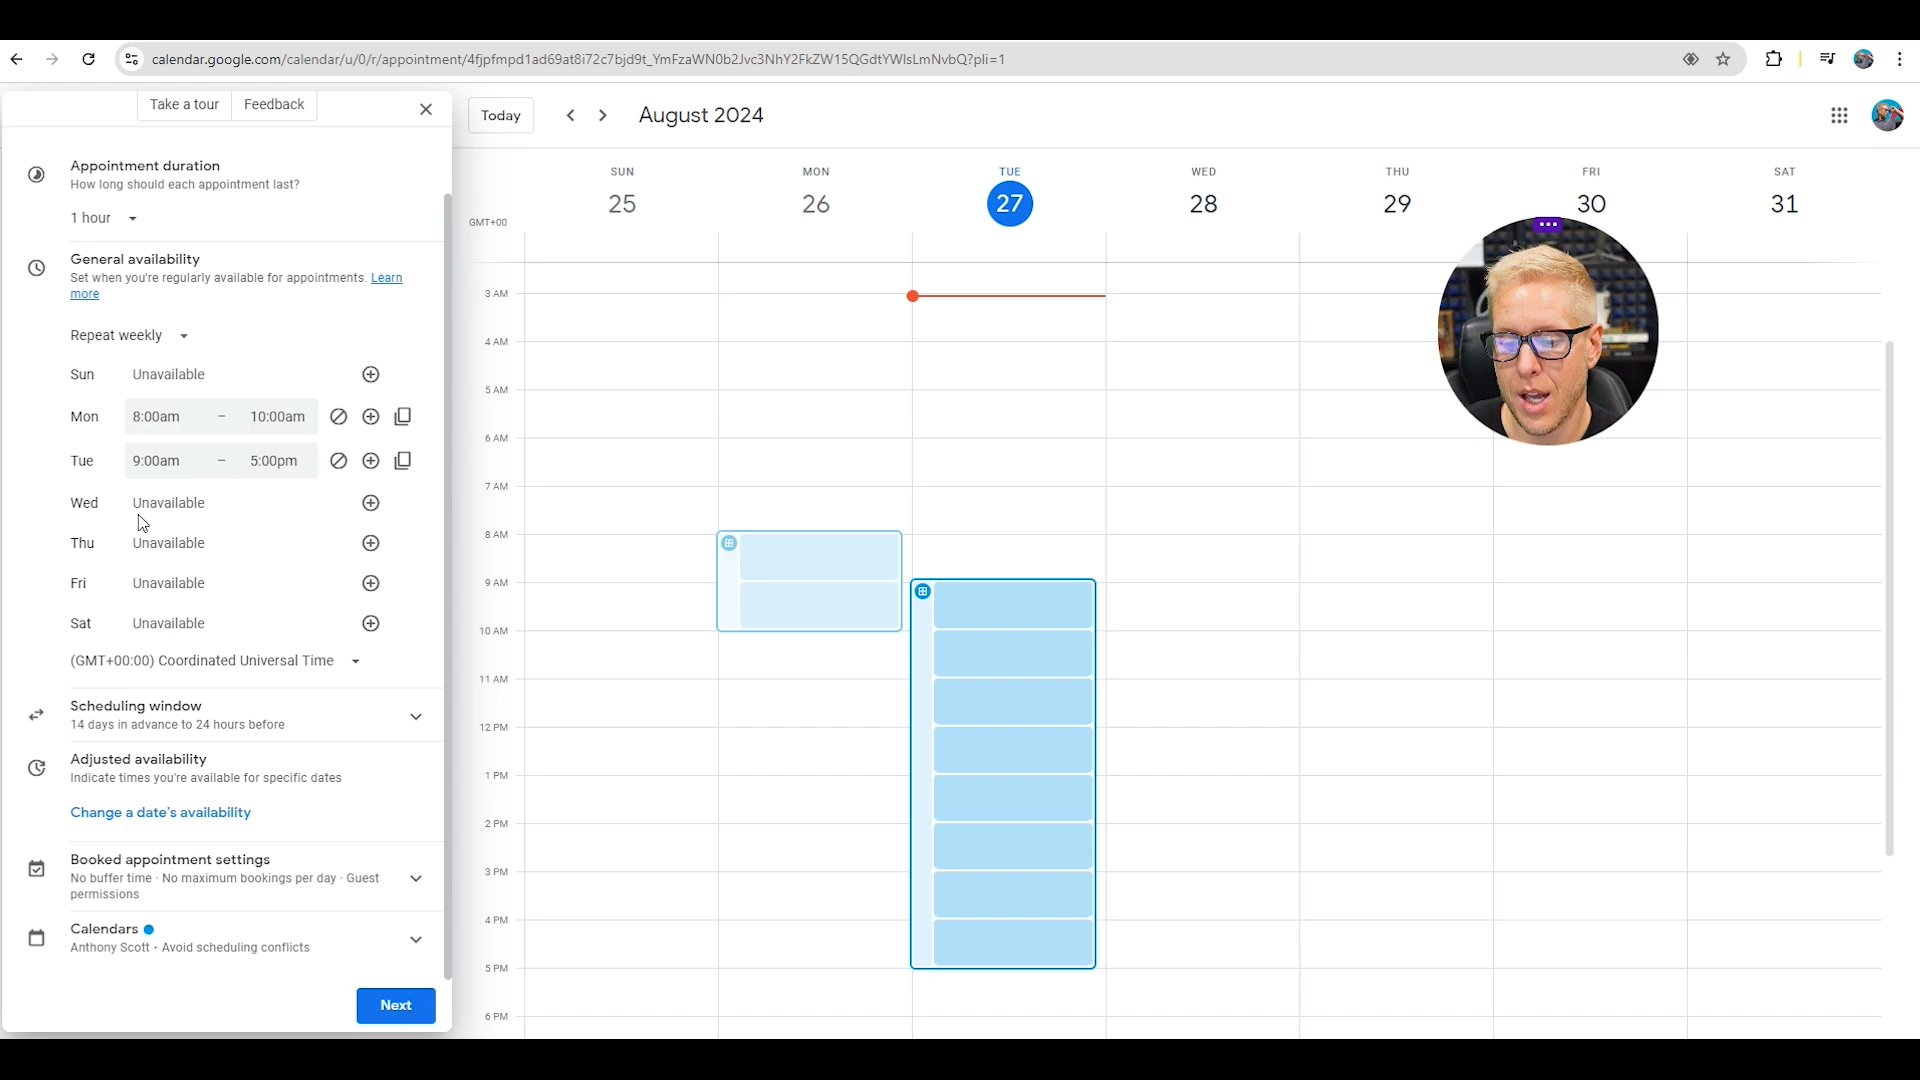 calendar.google.com/calendar/u/0/r/appointment/4fjpfmpd1ad69at8i72c7bjd9t_YmFzaWN0b2Jvc3NhY2FkZW15QGdtYWlsLmNvbQ?pli=1
Take a tour
Feedback
Appointment duration
How long should each appointment last?
1 hour
General availability
Set when you're regularly available for appointments. Learn
more
Repeat weekly
Sun Unavailable
Mon 8:00am – 10:00am
Tue 9:00am – 5:00pm
Wed Unavailable
Thu Unavailable
Fri Unavailable
Sat Unavailable
(GMT+00:00) Coordinated Universal Time
Scheduling window
14 days in advance to 24 hours before
Adjusted availability
Indicate times you're available for specific dates
Change a date's availability
Booked appointment settings
No buffer time · No maximum bookings per day · Guest
permissions
Calendars
Anthony Scott · Avoid scheduling conflicts
Next
Today
August 2024
SUN MON TUE WED THU FRI SAT
25 26 27 28 29 30 31
GMT+00
3 AM
4 AM
5 AM
6 AM
7 AM
8 AM
9 AM
10 AM
11 AM
12 PM
1 PM
2 PM
3 PM
4 PM
5 PM
6 PM